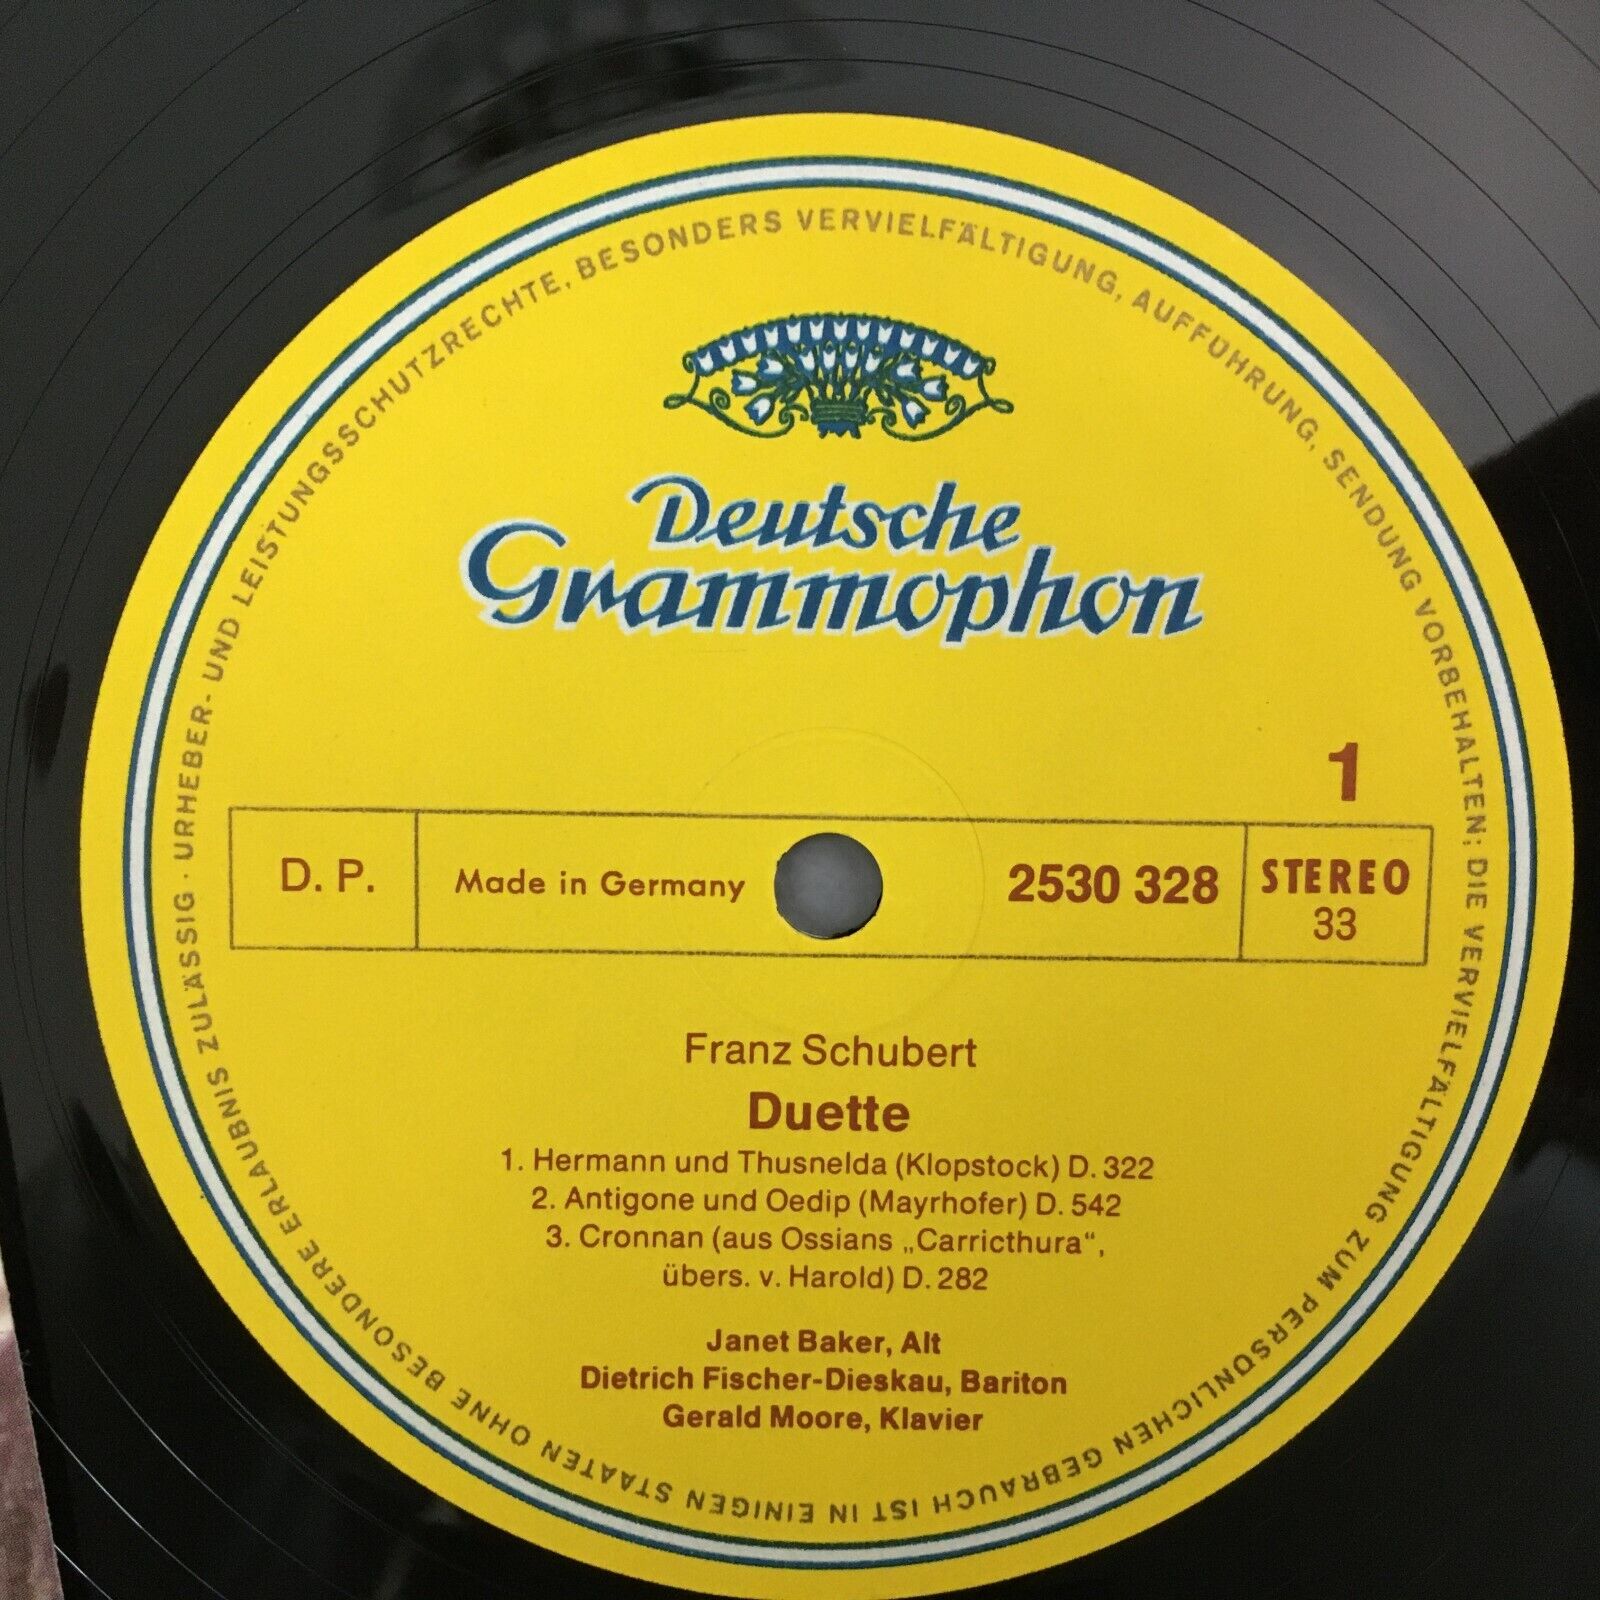 URHEBER- UND LEISTUNGSSCHUTZRECHTE, BESONDERS VERVIELFÄLTIGUNG, AUFFÜHRUNG, SENDUNG VORBEHALTEN; DIE VERVIELFÄLTIGUNG ZUM PERSÖNLICHEN GEBRAUCH IST IN EINIGEN STAATEN OHNE BESONDERE ERLAUBNIS ZULÄSSIG ·
Deutsche
Grammophon
1
D. P.
Made in Germany
2530 328
STEREO
33
Franz Schubert
Duette
1. Hermann und Thusnelda (Klopstock) D. 322
2. Antigone und Oedip (Mayrhofer) D. 542
3. Cronnan (aus Ossians „Carricthura“,
übers. v. Harold) D. 282
Janet Baker, Alt
Dietrich Fischer-Dieskau, Bariton
Gerald Moore, Klavier